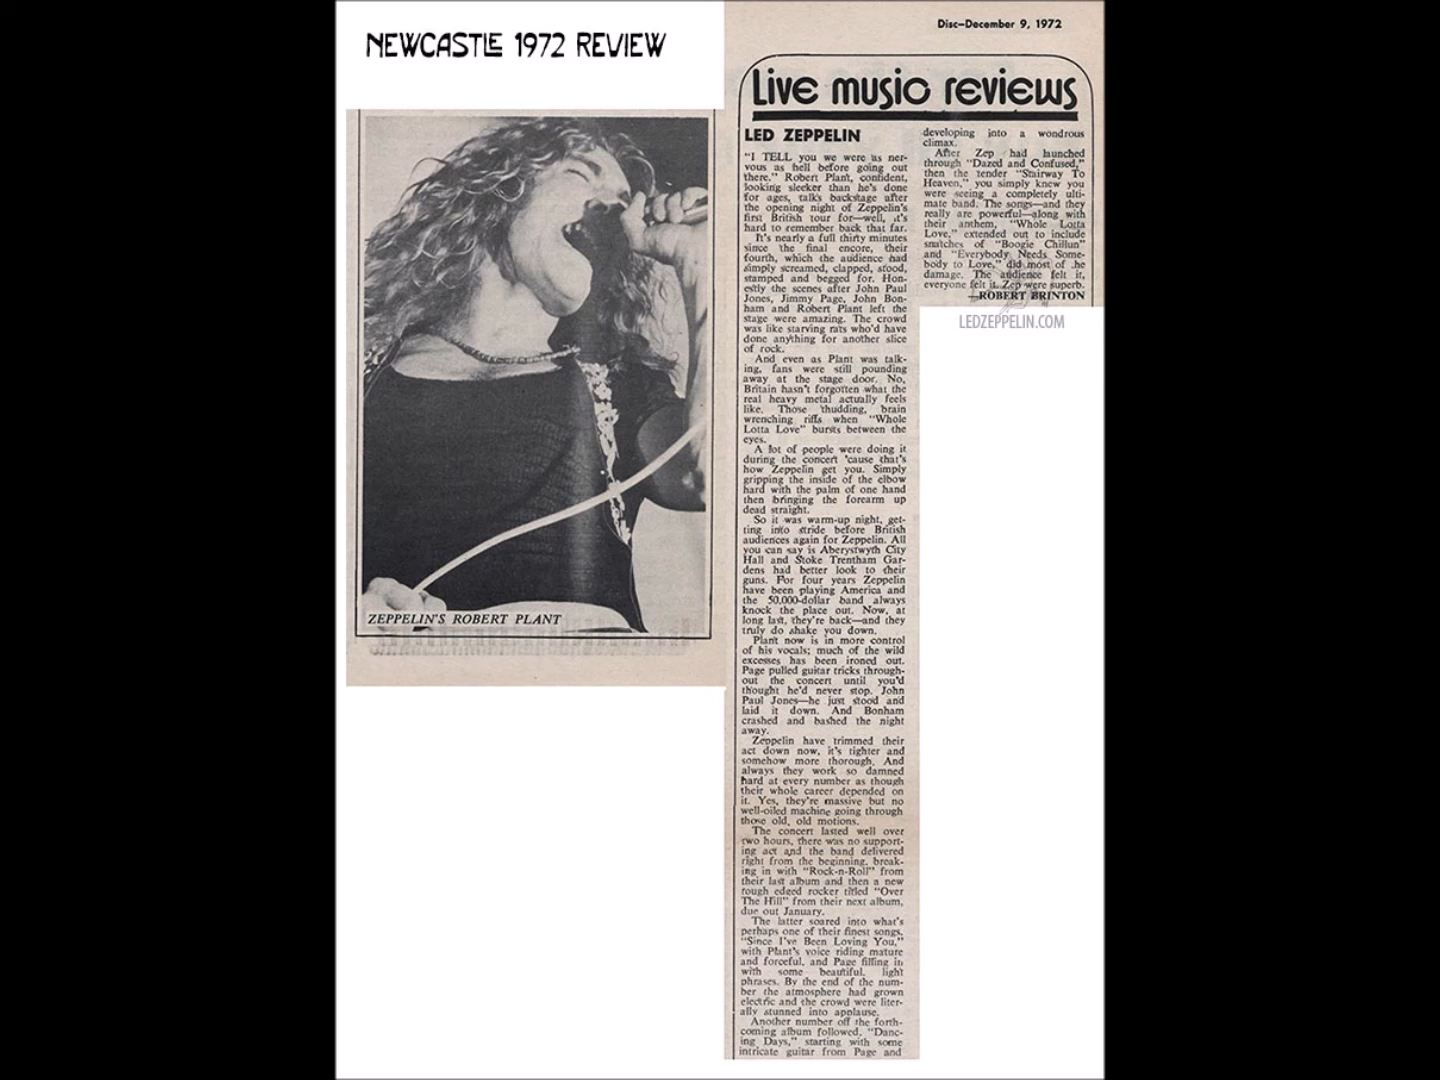 NEWCASTLE 1972 REVIEW
ZEPPELIN'S ROBERT PLANT
Disc—December 9, 1972
Live music reviews
LED ZEPPELIN
"I TELL you we were as ner-
vous as hell before going out
there." Robert Plant, confident,
looking sleeker than he's done
for ages, talks backstage after
the opening night of Zeppelin's
first British tour for—well, it's
hard to remember back that far.
It's nearly a full thirty minutes
since the final encore, their
fourth, which the audience had
simply screamed, clapped, stood,
stamped and begged for. Hon-
estly the scenes after John Paul
Jones, Jimmy Page, John Bon-
ham and Robert Plant left the
stage were amazing. The crowd
was like starving rats who'd have
done anything for another slice
of rock.
And even as Plant was talk-
ing, fans were still pounding
away at the stage door. No,
Britain hasn't forgotten what the
real heavy metal actually feels
like. Those thudding, brain
wrenching riffs when "Whole
Lotta Love" bursts between the
eyes.
A lot of people were doing it
during the concert 'cause that's
how Zeppelin get you. Simply
gripping the inside of the elbow
hard with the palm of one hand
then bringing the forearm up
dead straight.
So it was warm-up night, get-
ting into stride before British
audiences again for Zeppelin. All
you can say is Aberystwyth City
Hall and Stoke Trentham Gar-
dens had better look to their
guns. For four years Zeppelin
have been playing America and
the 50,000-dollar band always
knock the place out. Now, at
long last, they're back—and they
truly do shake you down.
Plant now is in more control
of his vocals; much of the wild
excesses has been ironed out.
Page pulled guitar tricks through-
out the concert until you'd
thought he'd never stop. John
Paul Jones—he just stood and
laid it down. And Bonham
crashed and bashed the night
away.
Zeppelin have trimmed their
act down now, it's tighter and
somehow more thorough. And
always they work so damned
hard at every number as though
their whole career depended on
it. Yes, they're massive but no
well-oiled machine going through
those old, old motions.
The concert lasted well over
two hours, there was no support-
ing act and the band delivered
right from the beginning, break-
ing in with "Rock-n-Roll" from
their last album and then a new
rough edged rocker titled "Over
The Hill" from their next album,
due out January.
The latter soared into what's
perhaps one of their finest songs,
"Since I've Been Loving You,"
with Plant's voice riding mature
and forceful, and Page filling in
with some beautiful, light
phrases. By the end of the num-
ber the atmosphere had grown
electric and the crowd were liter-
ally stunned into applause.
Another number off the forth-
coming album followed, "Danc-
ing Days," starting with some
intricate guitar from Page and
developing into a wondrous
climax.
After Zep had launched
through "Dazed and Confused,"
then the tender "Stairway To
Heaven," you simply knew you
were seeing a completely ulti-
mate band. The songs—and they
really are powerful—along with
their anthem, "Whole Lotta
Love," extended out to include
snatches of "Boogie Chillun"
and "Everybody Needs Some-
body to Love," did most of .he
damage. The audience felt it,
everyone felt it. Zep were superb.
—ROBERT BRINTON
LEDZEPPELIN.COM